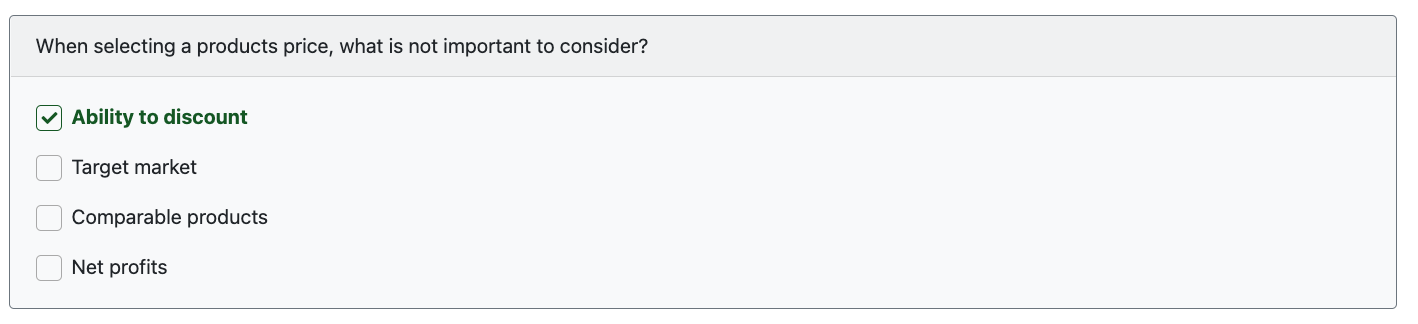 When selecting a products price, what is not important to consider?
Ability to discount
Target market
Comparable products
Net profits